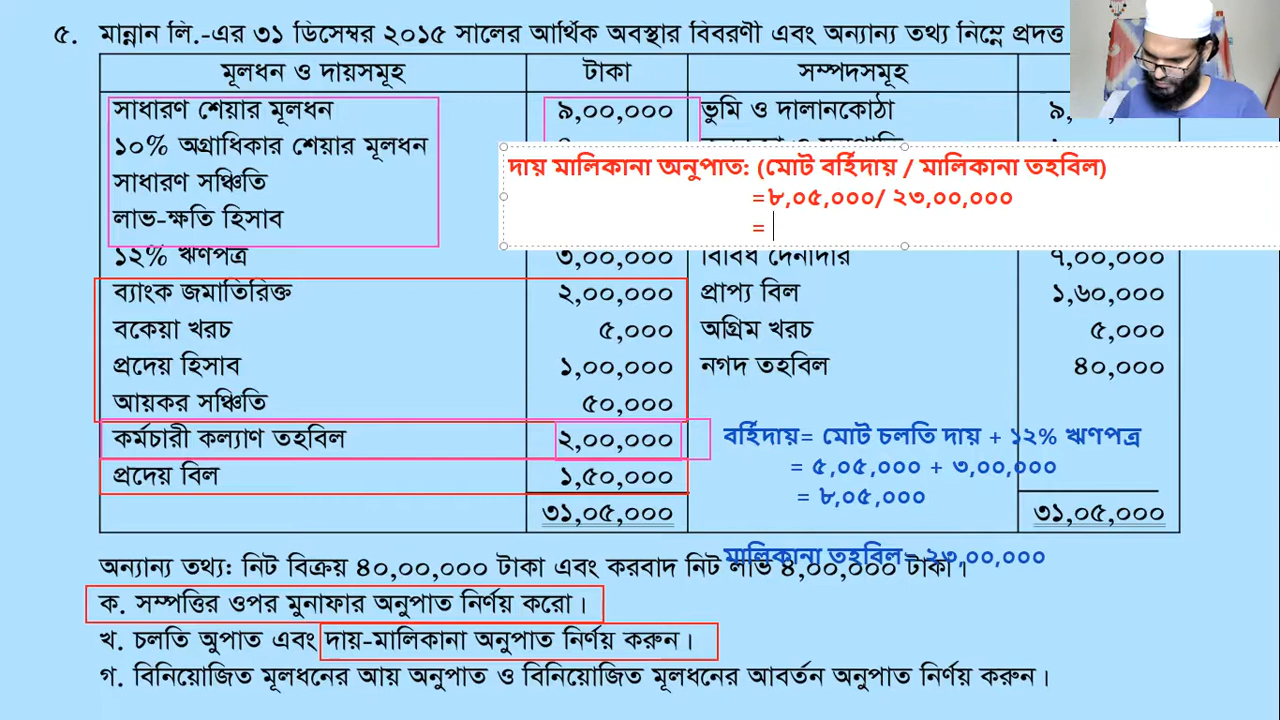 ৫. মান্নান লি.-এর ৩১ ডিসেম্বর ২০১৫ সালের আর্থিক অবস্থার বিবরণী এবং অন্যান্য তথ্য নিম্নে প্রদত্ত
মূলধন ও দায়সমূহ টাকা সম্পদসমূহ
সাধারণ শেয়ার মূলধন ৯,০০,০০০ ভুমি ও দালানকোঠা
১০% অগ্রাধিকার শেয়ার মূলধন
দায় মালিকানা অনুপাত: (মোট বর্হিদায় / মালিকানা তহবিল)
সাধারণ সঞ্চিতি
=৮,০৫,০০০/ ২৩,০০,০০০
লাভ-ক্ষতি হিসাব
=
১২% ঋণপত্র ৩,০০,০০০ বিবিধ দেনাদার ৭,০০,০০০
ব্যাংক জমাতিরিক্ত ২,০০,০০০ প্রাপ্য বিল ১,৬০,০০০
বকেয়া খরচ ৫,০০০ অগ্রিম খরচ ৫,০০০
প্রদেয় হিসাব ১,০০,০০০ নগদ তহবিল ৪০,০০০
আয়কর সঞ্চিতি ৫০,০০০
কর্মচারী কল্যাণ তহবিল ২,০০,০০০ বর্হিদায়= মোট চলতি দায় + ১২% ঋণপত্র
= ৫,০৫,০০০ + ৩,০০,০০০
প্রদেয় বিল ১,৫০,০০০
= ৮,০৫,০০০
৩১,০৫,০০০ ৩১,০৫,০০০
মালিকানা তহবিল= ২৩,০০,০০০
অন্যান্য তথ্য: নিট বিক্রয় ৪০,০০,০০০ টাকা এবং করবাদ নিট লাভ ৪,০০,০০০ টাকা।
ক. সম্পত্তির ওপর মুনাফার অনুপাত নির্ণয় করো।
খ. চলতি অুপাত এবং দায়-মালিকানা অনুপাত নির্ণয় করুন।
গ. বিনিয়োজিত মূলধনের আয় অনুপাত ও বিনিয়োজিত মূলধনের আবর্তন অনুপাত নির্ণয় করুন।